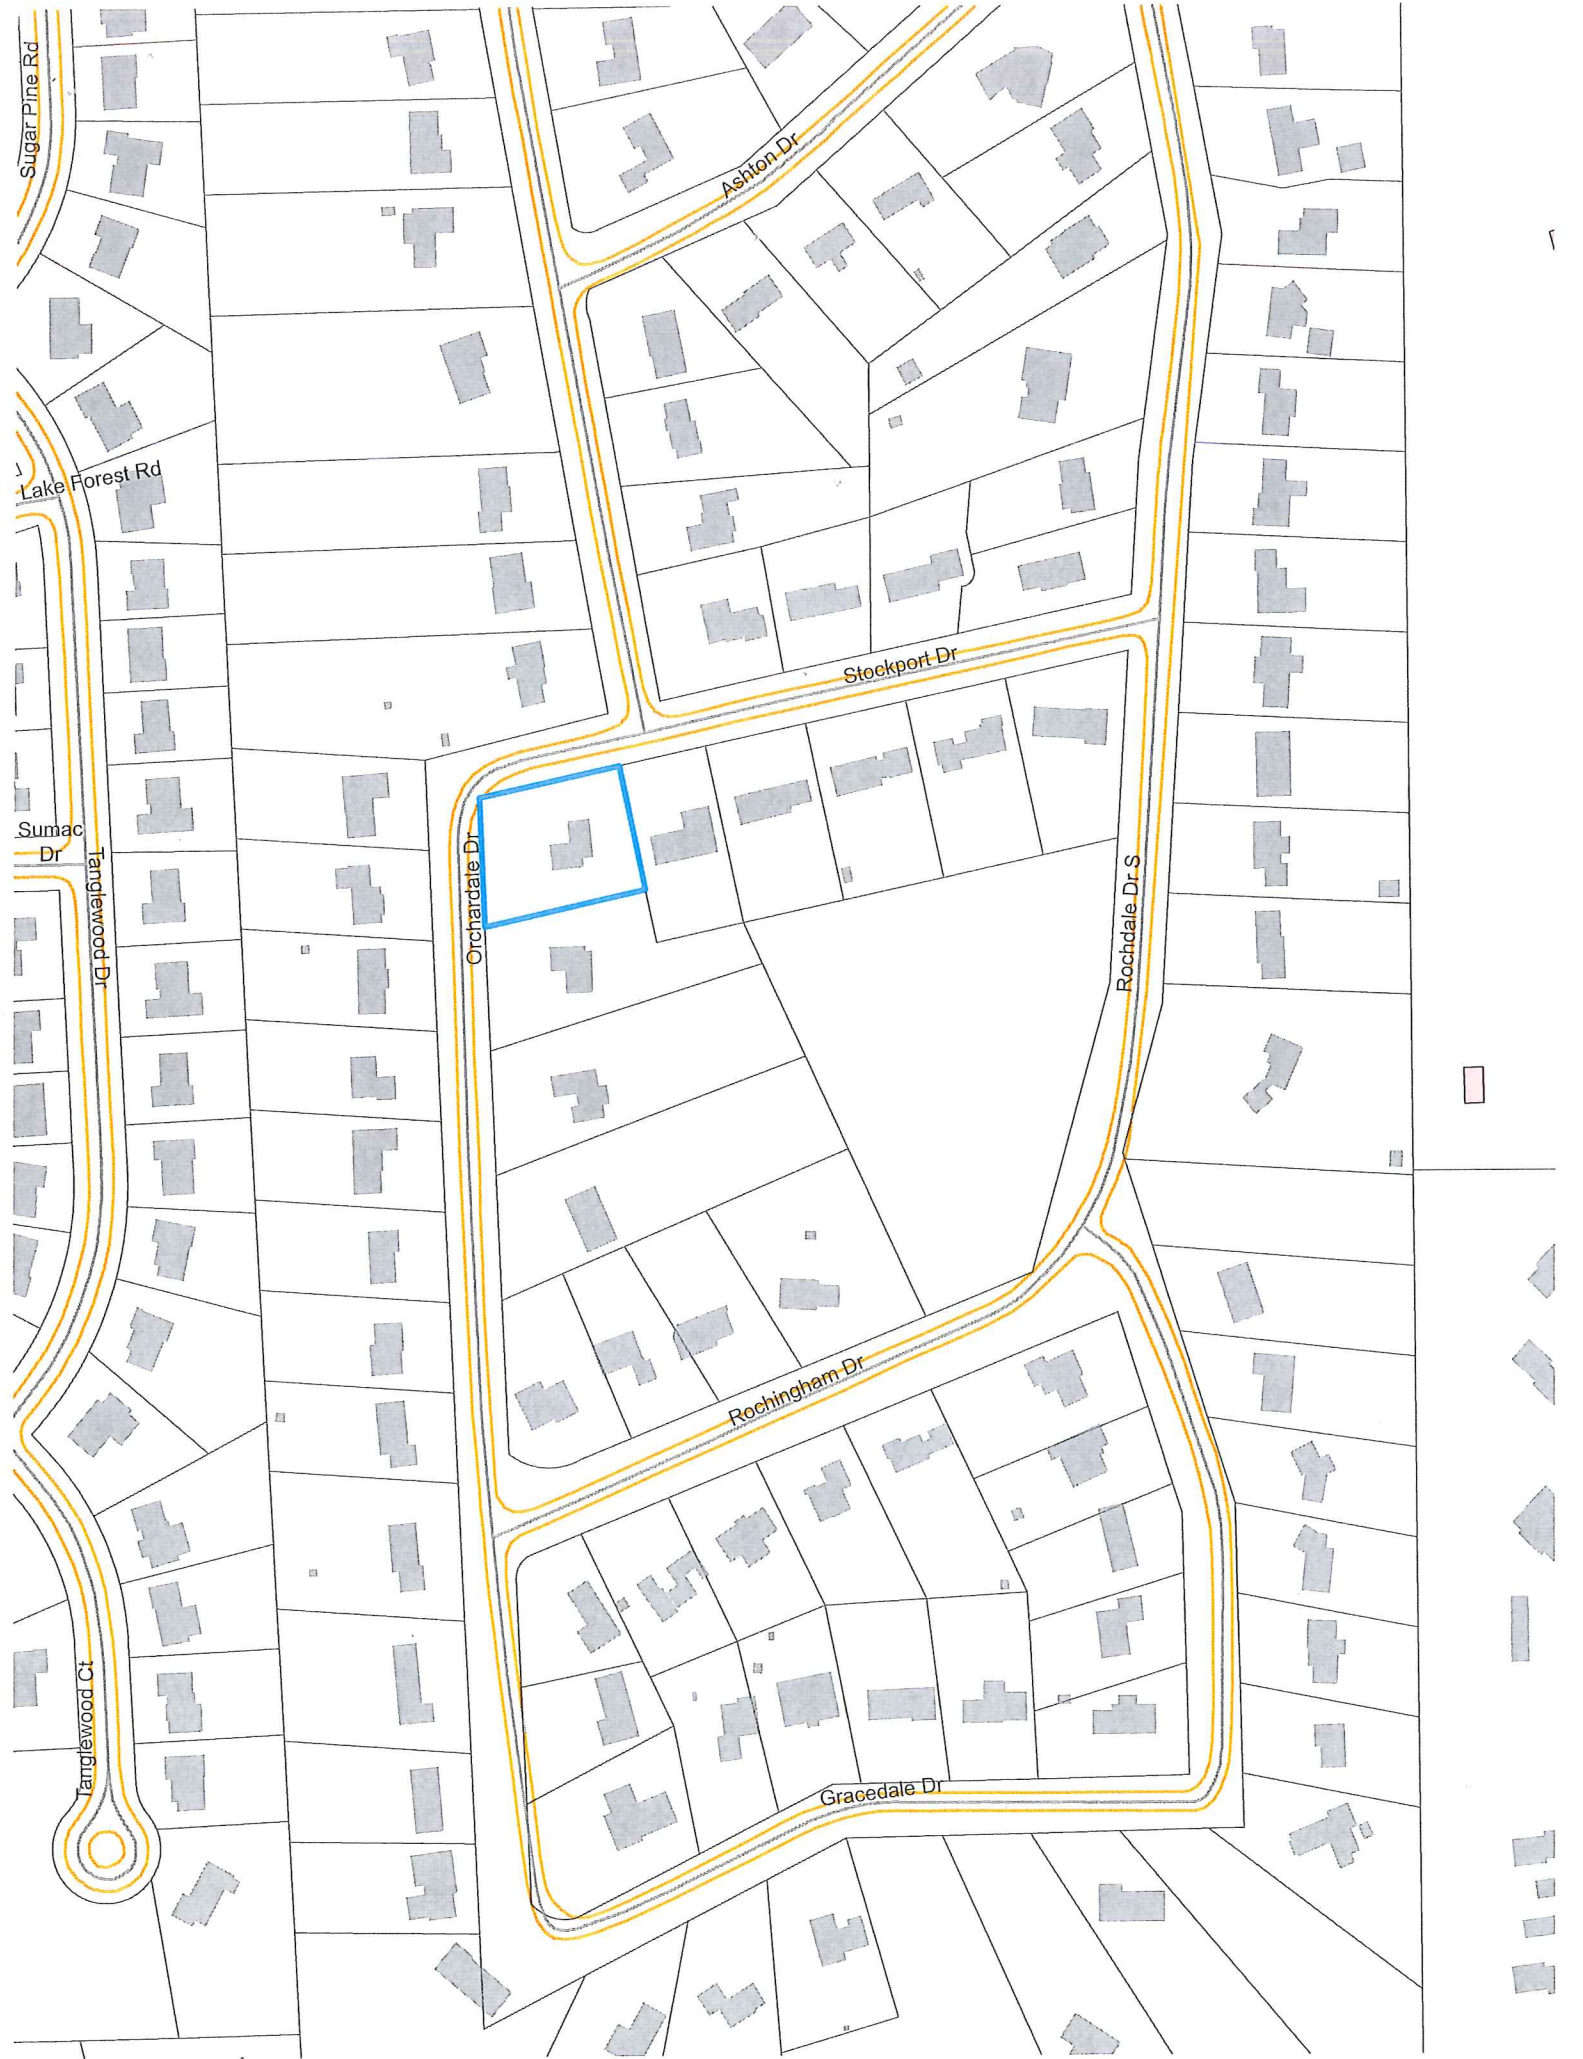 Sugar Pine Rd
Ashton Dr
Lake Forest Rd
Stockport Dr
Sumac
Dr
Tanglewood Dr
Orchardale Dr
Rochdale Dr S
Rochingham Dr
Tanglewood Ct
Gracedale Dr